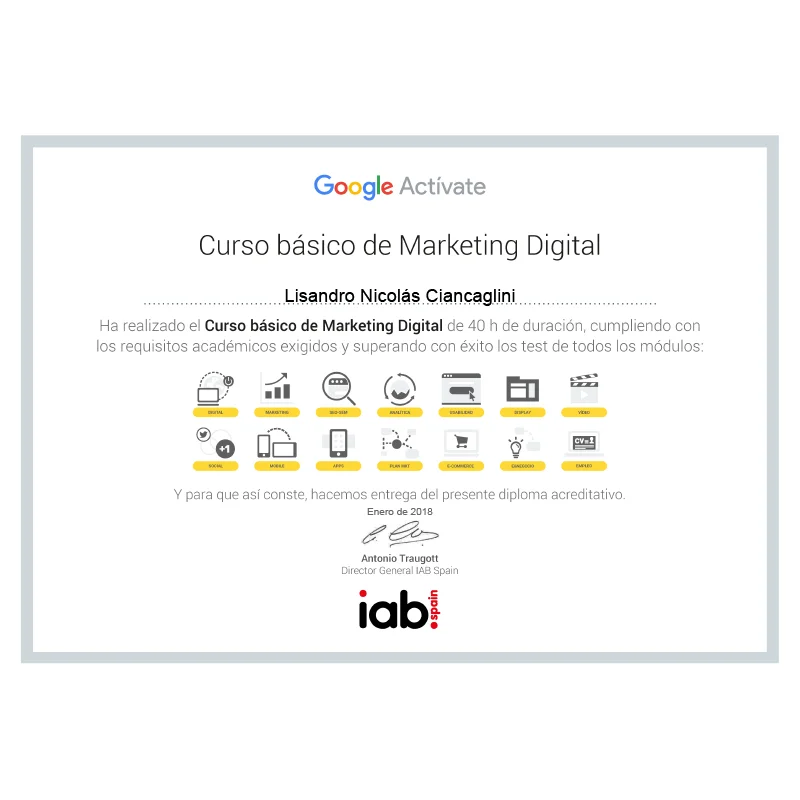 Google Actívate
Curso básico de Marketing Digital
Lisandro Nicolás Ciancaglini
Ha realizado el Curso básico de Marketing Digital de 40 h de duración, cumpliendo con
los requisitos académicos exigidos y superando con éxito los test de todos los módulos:
DIGITAL MARKETING SEO-SEM ANALÍTICA USABILIDAD DISPLAY VÍDEO
+1 CV
SOCIAL MOBILE APPS PLAN MKT E-COMMERCE EMNEGOCIO EMPLEO
Y para que así conste, hacemos entrega del presente diploma acreditativo.
Enero de 2018
Antonio Traugott
Director General IAB Spain
iab spain